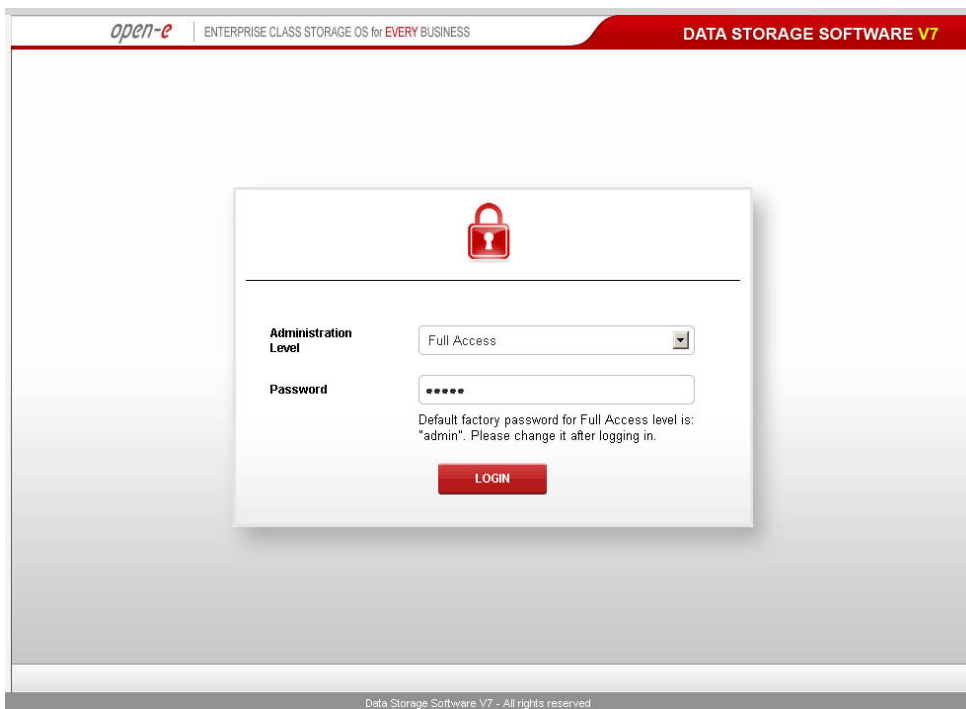 open-e ENTERPRISE CLASS STORAGE OS for EVERY BUSINESS DATA STORAGE SOFTWARE V7
Administration
Level
Full Access
Password
•••••
Default factory password for Full Access level is:
"admin". Please change it after logging in.
LOGIN
Data Storage Software V7 - All rights reserved